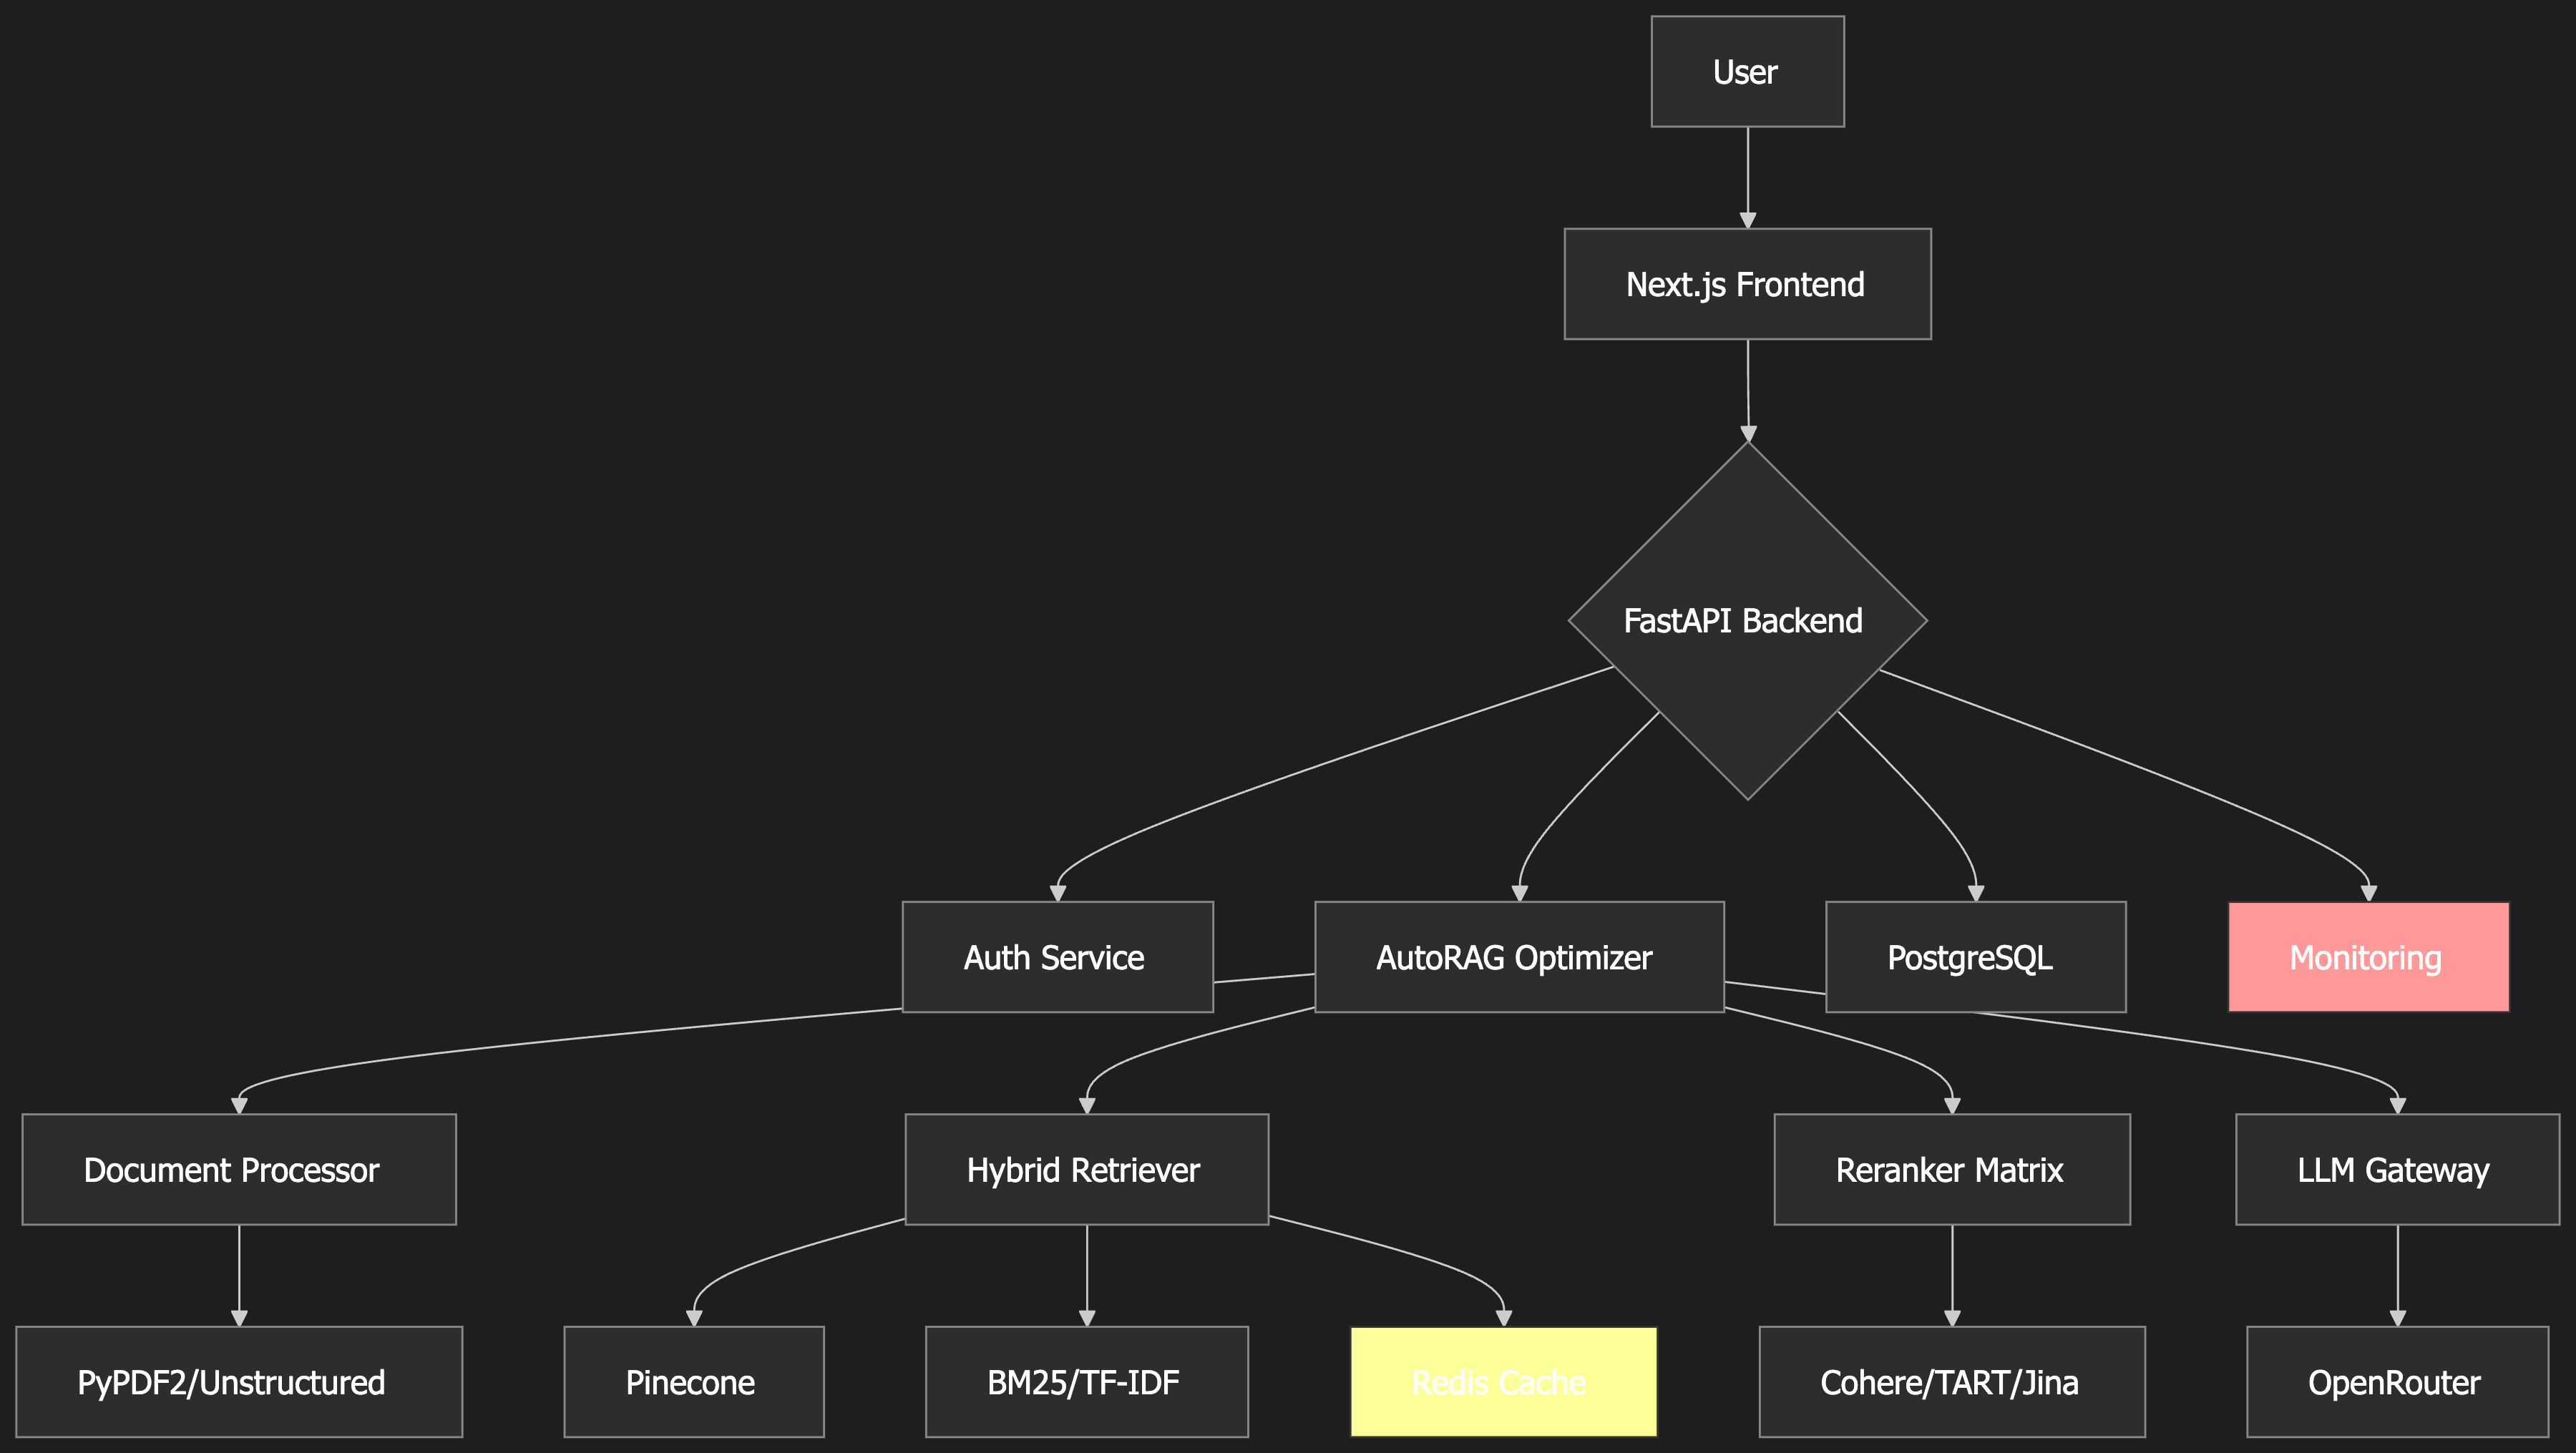 User
Next.js Frontend
FastAPI Backend
Auth Service
AutoRAG Optimizer
PostgreSQL
Monitoring
Document Processor
Hybrid Retriever
Reranker Matrix
LLM Gateway
PyPDF2/Unstructured
Pinecone
BM25/TF-IDF
Redis Cache
Cohere/TART/Jina
OpenRouter